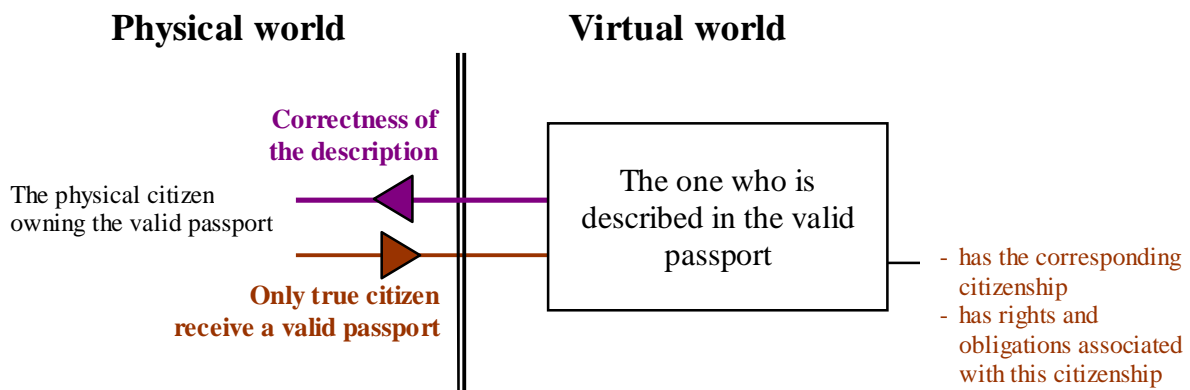 Physical world
Virtual world
Correctness of
the description
The physical citizen
owning the valid passport
Only true citizen
receive a valid passport
The one who is
described in the valid
passport
- has the corresponding
citizenship
- has rights and
obligations associated
with this citizenship